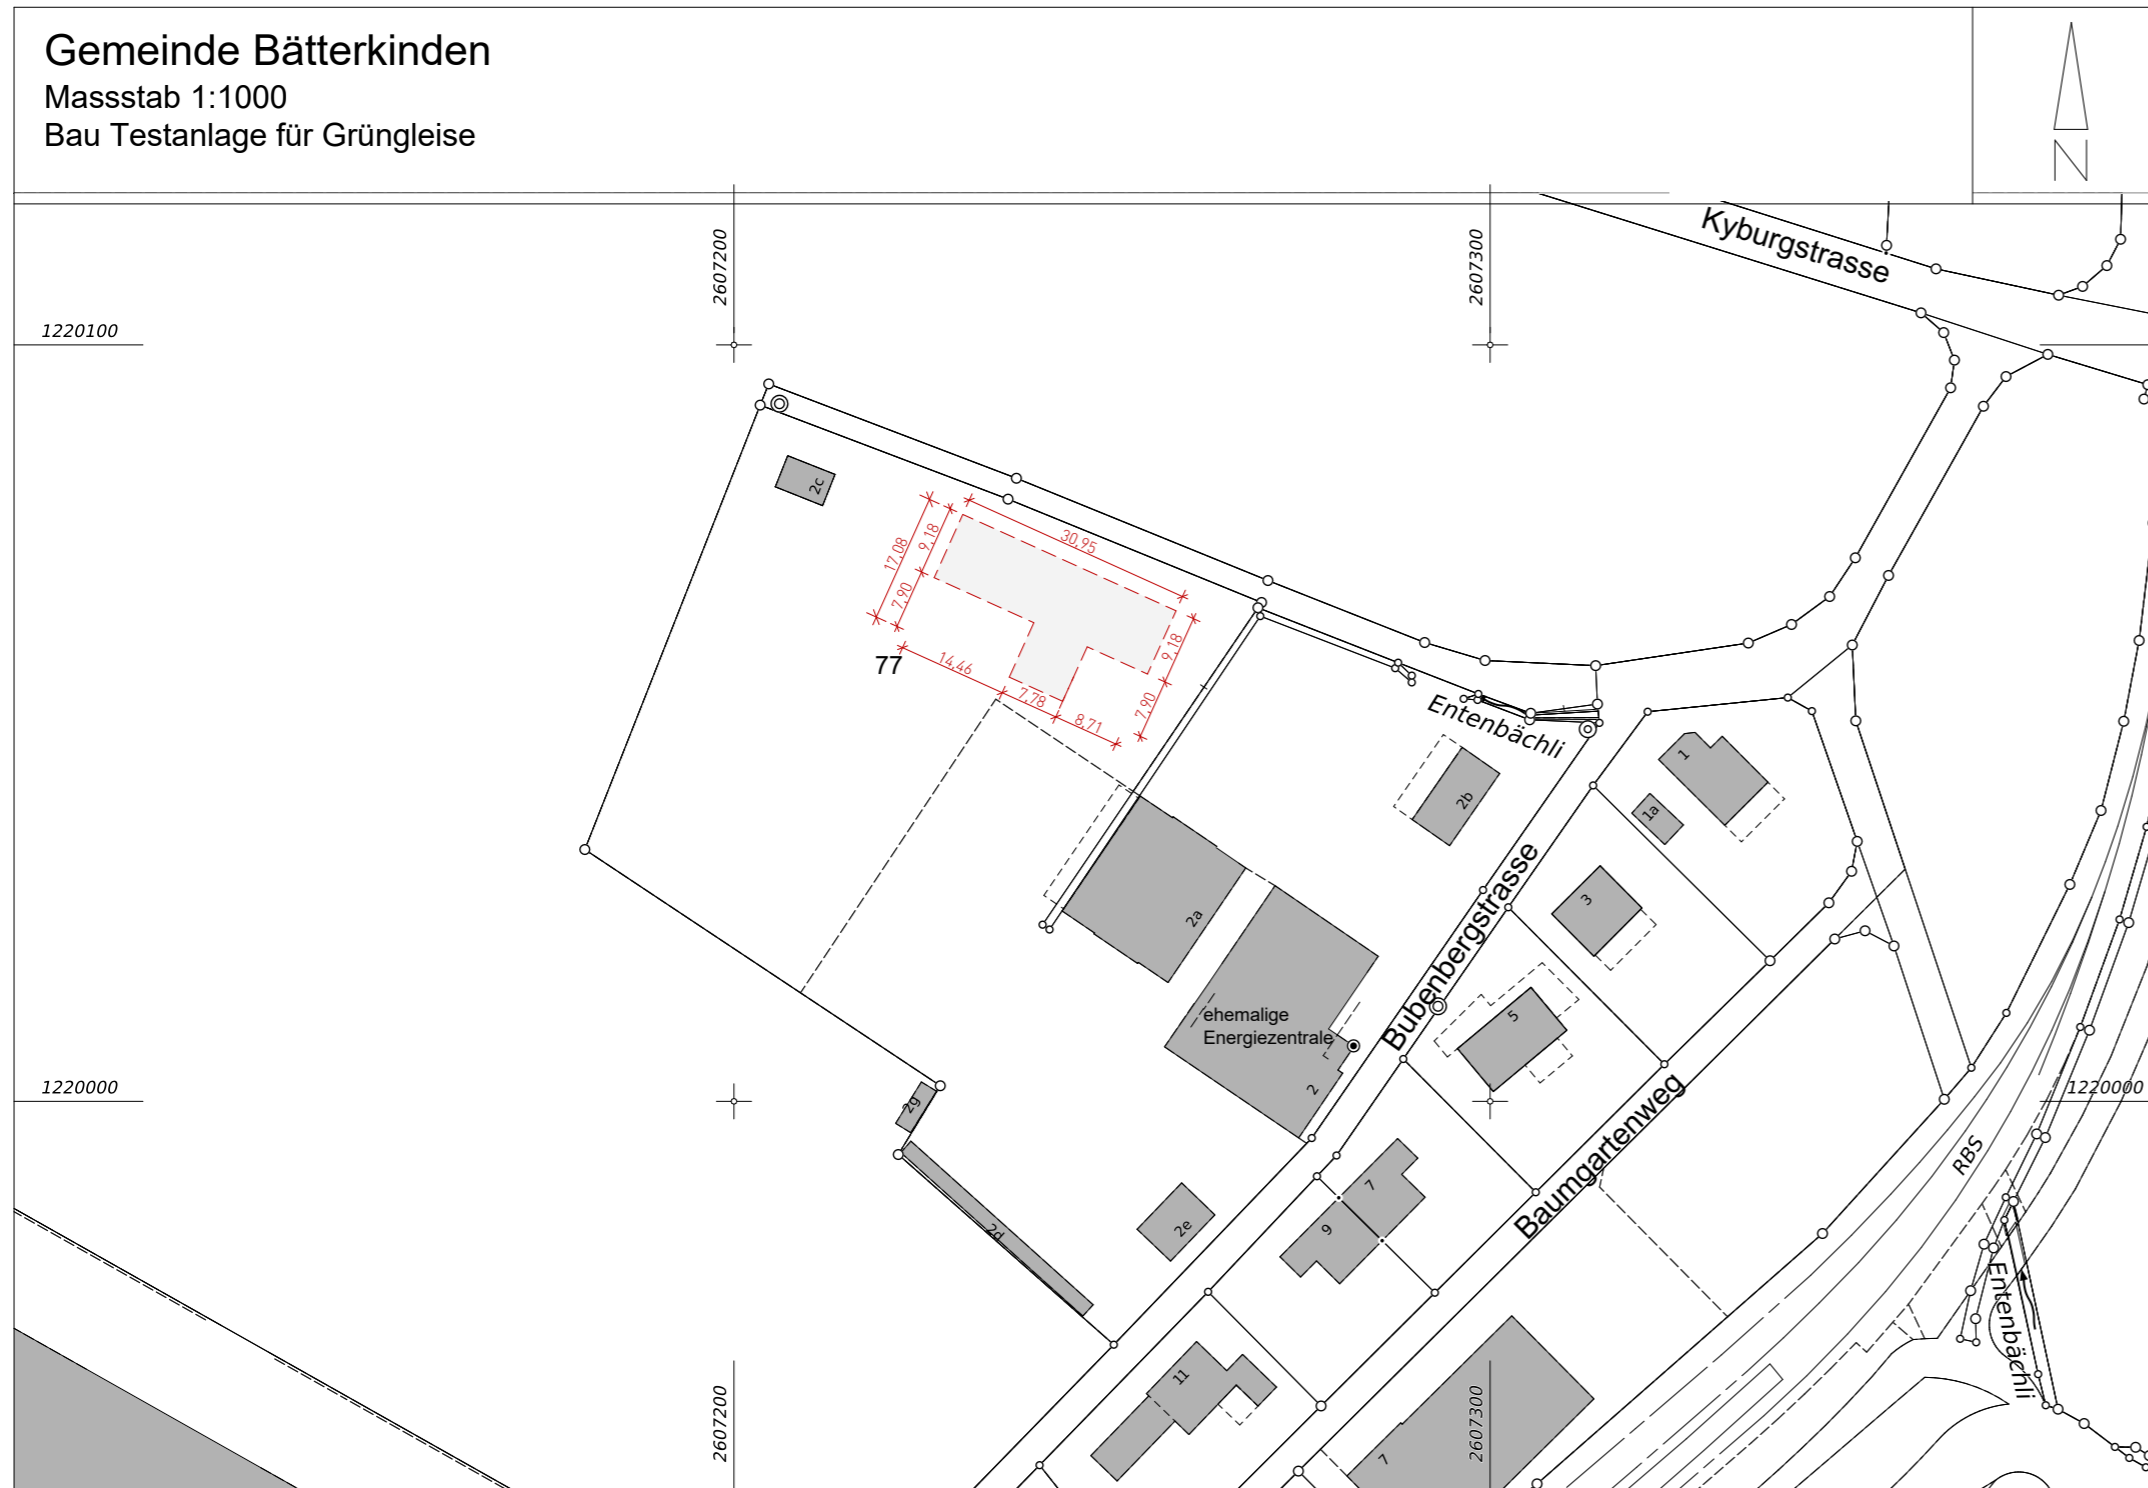 Gemeinde Bätterkinden
Massstab 1:1000
Bau Testanlage für Grüngleise
N
Kyburgstrasse
2607200
2607300
1220100
2c
30,95
9,18
17,08
7,90
77
14,46
7,78
8,71
9,18
7,90
Entenbächli
1
1a
2b
3
2a
Bubenbergstrasse
5
ehemalige
Energiezentrale
2
1220000
1220000
2g
Baumgartenweg
RBS
7
9
2e
2d
Entenbächli
11
7
2607200
2607300